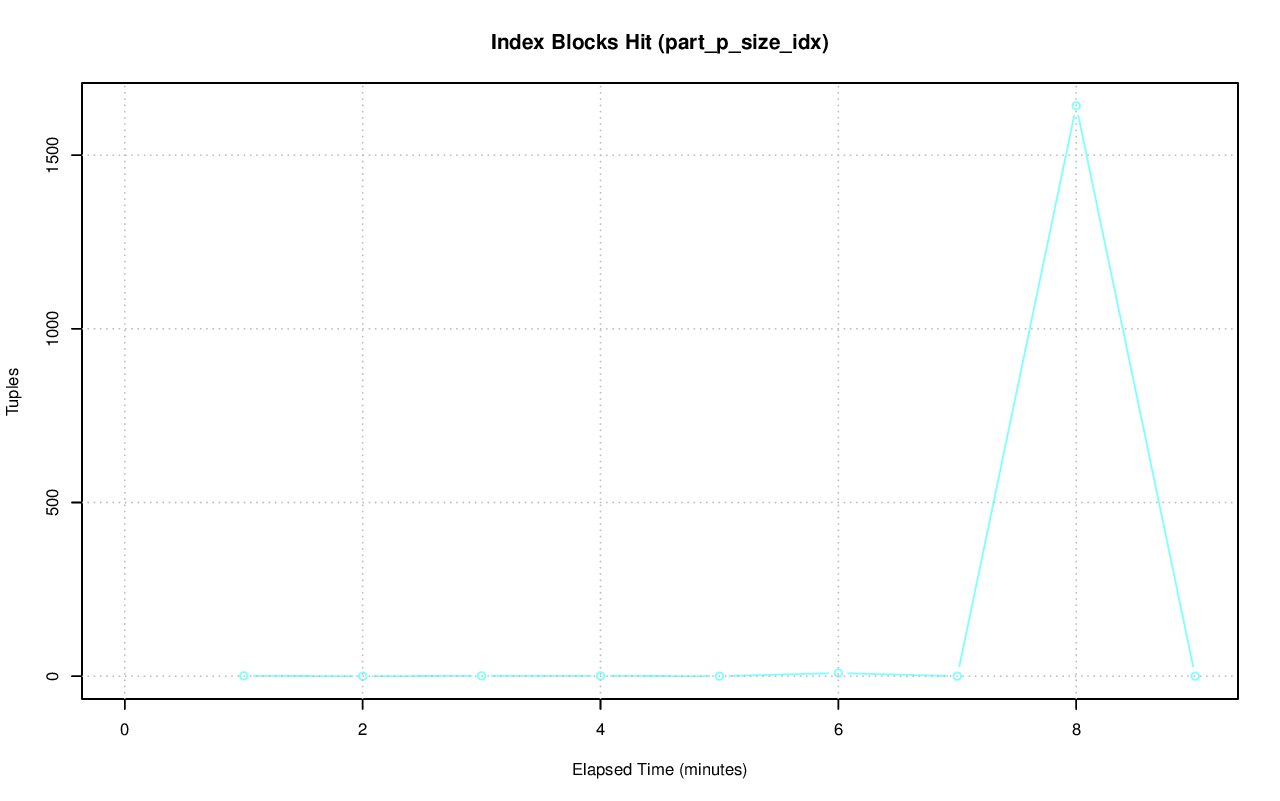 Index Blocks Hit (part_p_size_idx)
1500
1000
500
0
Tuples
0 2 4 6 8
Elapsed Time (minutes)